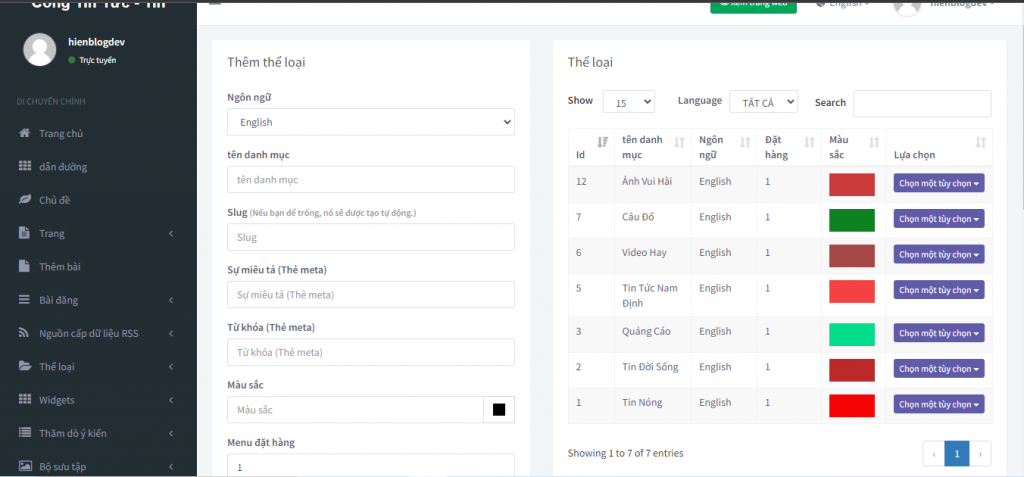 Cổng Tin Tức - Tin
hienblogdev
Trực tuyến
DI CHUYỂN CHÍNH
Trang chủ
dẫn đường
Chủ đề
Trang
Thêm bài
Bài đăng
Nguồn cấp dữ liệu RSS
Thể loại
Widgets
Thăm dò ý kiến
Bộ sưu tập
Xem trang web
English
hienblogdev
Thêm thể loại
Ngôn ngữ
English
tên danh mục
tên danh mục
Slug (Nếu bạn để trống, nó sẽ được tạo tự động.)
Slug
Sự miêu tả (Thẻ meta)
Sự miêu tả (Thẻ meta)
Từ khóa (Thẻ meta)
Từ khóa (Thẻ meta)
Màu sắc
Màu sắc
Menu đặt hàng
1
Thể loại
Show 15 Language TẤT CẢ Search
Id tên danh mục Ngôn ngữ Đặt hàng Màu sắc Lựa chọn
12 Ảnh Vui Hài English 1 Chọn một tùy chọn
7 Câu Đố English 1 Chọn một tùy chọn
6 Video Hay English 1 Chọn một tùy chọn
5 Tin Tức Nam Định English 1 Chọn một tùy chọn
3 Quảng Cáo English 1 Chọn một tùy chọn
2 Tin Đời Sống English 1 Chọn một tùy chọn
1 Tin Nóng English 1 Chọn một tùy chọn
Showing 1 to 7 of 7 entries
‹ 1 ›